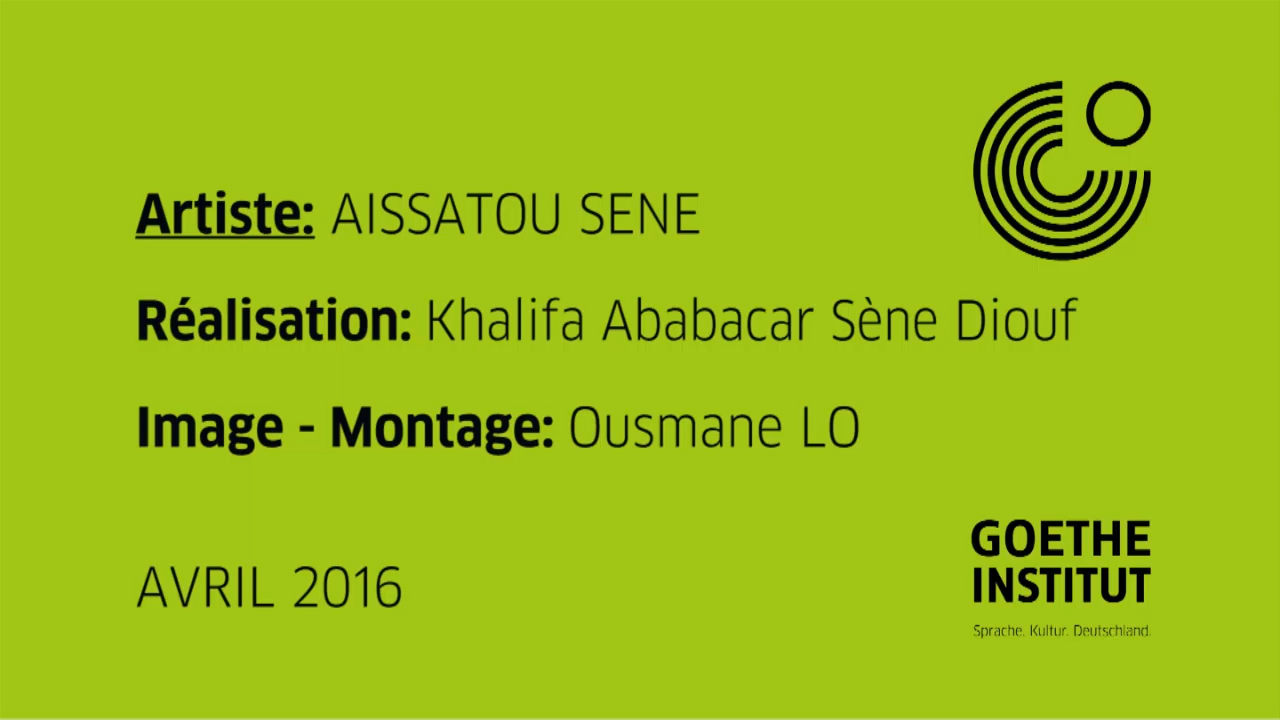 Artiste: AISSATOU SENE
Réalisation: Khalifa Ababacar Sène Diouf
Image - Montage: Ousmane LO
AVRIL 2016
GOETHE
INSTITUT
Sprache. Kultur. Deutschland.